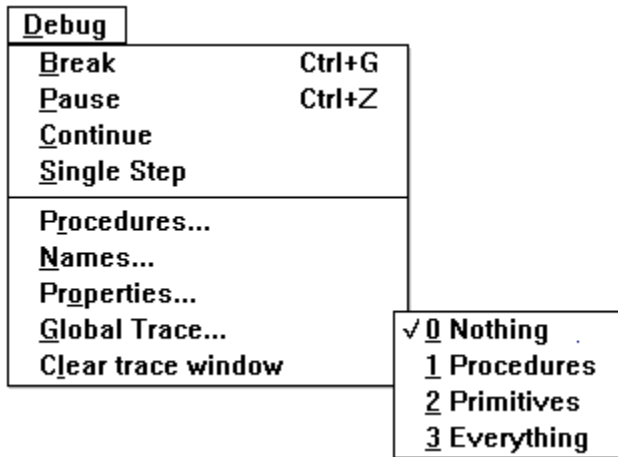 Debug
Break Ctrl+G
Pause Ctrl+Z
Continue
Single Step
Procedures...
Names...
Properties...
Global Trace...
Clear trace window
√ 0 Nothing
1 Procedures
2 Primitives
3 Everything